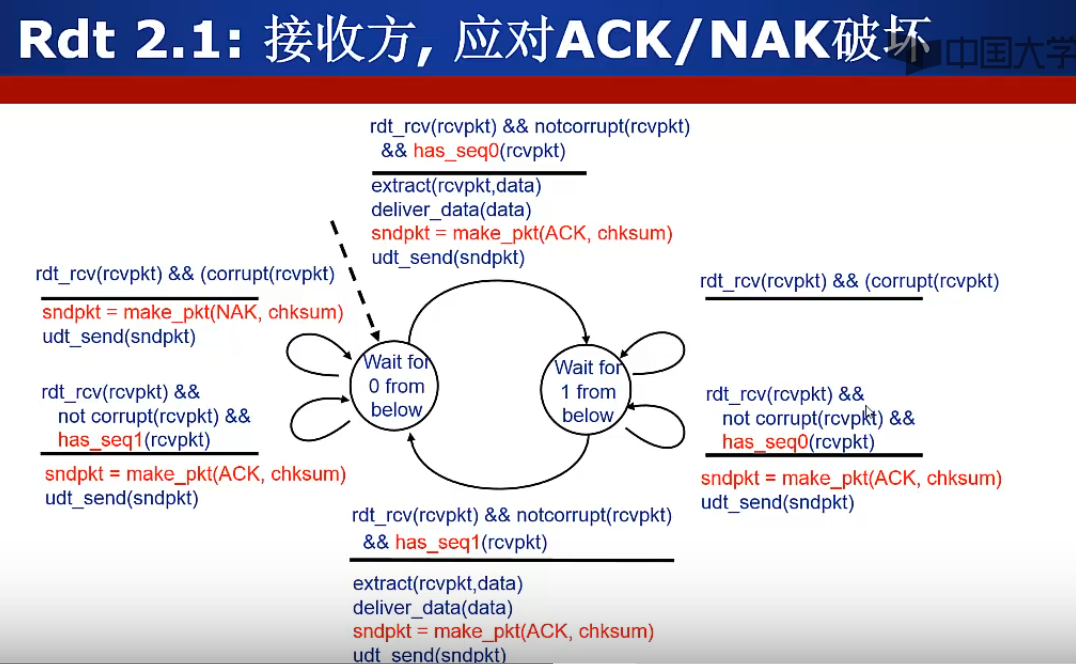 Rdt 2.1: 接收方, 应对ACK/NAK破坏
中国大学
rdt_rcv(rcvpkt) && notcorrupt(rcvpkt)
&& has_seq0(rcvpkt)
extract(rcvpkt,data)
deliver_data(data)
sndpkt = make_pkt(ACK, chksum)
udt_send(sndpkt)
rdt_rcv(rcvpkt) && (corrupt(rcvpkt)
sndpkt = make_pkt(NAK, chksum)
udt_send(sndpkt)
rdt_rcv(rcvpkt) && (corrupt(rcvpkt)
Wait for
0 from
below
Wait for
1 from
below
rdt_rcv(rcvpkt) &&
not corrupt(rcvpkt) &&
has_seq1(rcvpkt)
sndpkt = make_pkt(ACK, chksum)
udt_send(sndpkt)
rdt_rcv(rcvpkt) &&
not corrupt(rcvpkt) &&
has_seq0(rcvpkt)
sndpkt = make_pkt(ACK, chksum)
udt_send(sndpkt)
rdt_rcv(rcvpkt) && notcorrupt(rcvpkt)
&& has_seq1(rcvpkt)
extract(rcvpkt,data)
deliver_data(data)
sndpkt = make_pkt(ACK, chksum)
udt_send(sndpkt)